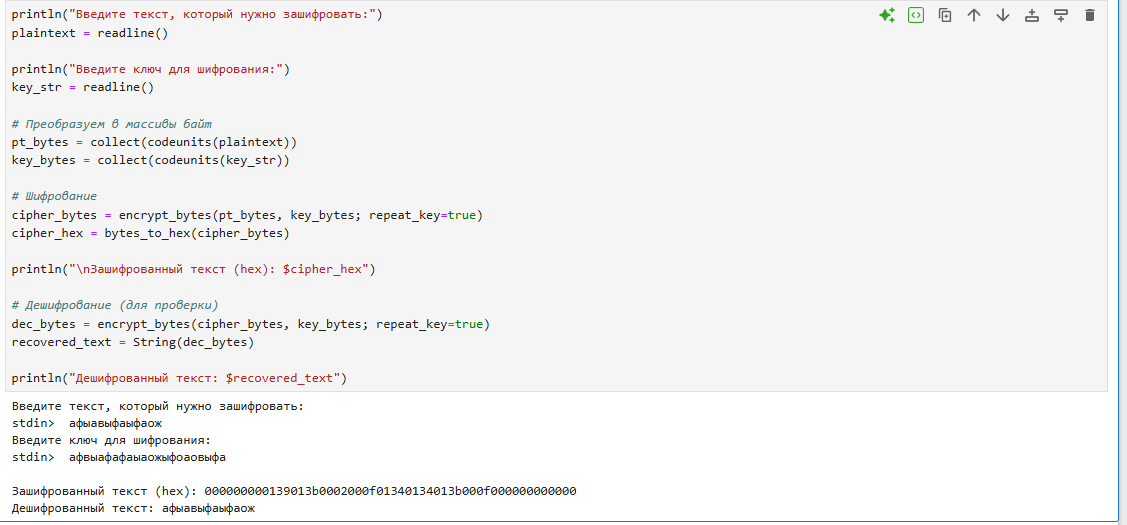 println("Введите текст, который нужно зашифровать:")
plaintext = readline()
println("Введите ключ для шифрования:")
key_str = readline()
# Преобразуем в массивы байт
pt_bytes = collect(codeunits(plaintext))
key_bytes = collect(codeunits(key_str))
# Шифрование
cipher_bytes = encrypt_bytes(pt_bytes, key_bytes; repeat_key=true)
cipher_hex = bytes_to_hex(cipher_bytes)
println("\nЗашифрованный текст (hex): $cipher_hex")
# Дешифрование (для проверки)
dec_bytes = encrypt_bytes(cipher_bytes, key_bytes; repeat_key=true)
recovered_text = String(dec_bytes)
println("Дешифрованный текст: $recovered_text")
Введите текст, который нужно зашифровать:
stdin> афыавыфаыфаож
Введите ключ для шифрования:
stdin> афвыафафаыаожыфоаовыфа
Зашифрованный текст (hex): 000000000139013b0002000f01340134013b000f000000000000
Дешифрованный текст: афыавыфаыфаож